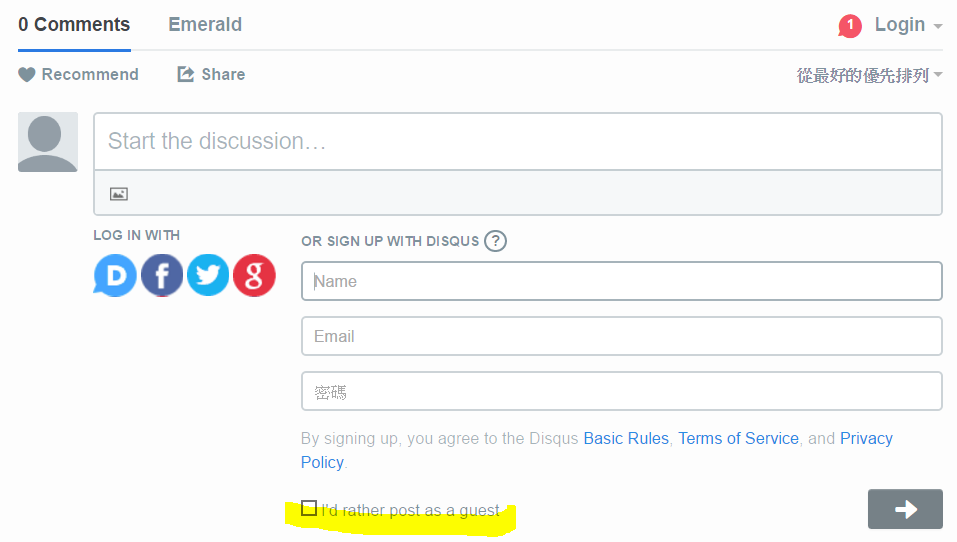 0 Comments Emerald 1 Login
Recommend Share 從最好的優先排列
Start the discussion…
LOG IN WITH
D f g
OR SIGN UP WITH DISQUS ?
Name
Email
密碼
By signing up, you agree to the Disqus Basic Rules, Terms of Service, and Privacy
Policy.
I'd rather post as a guest